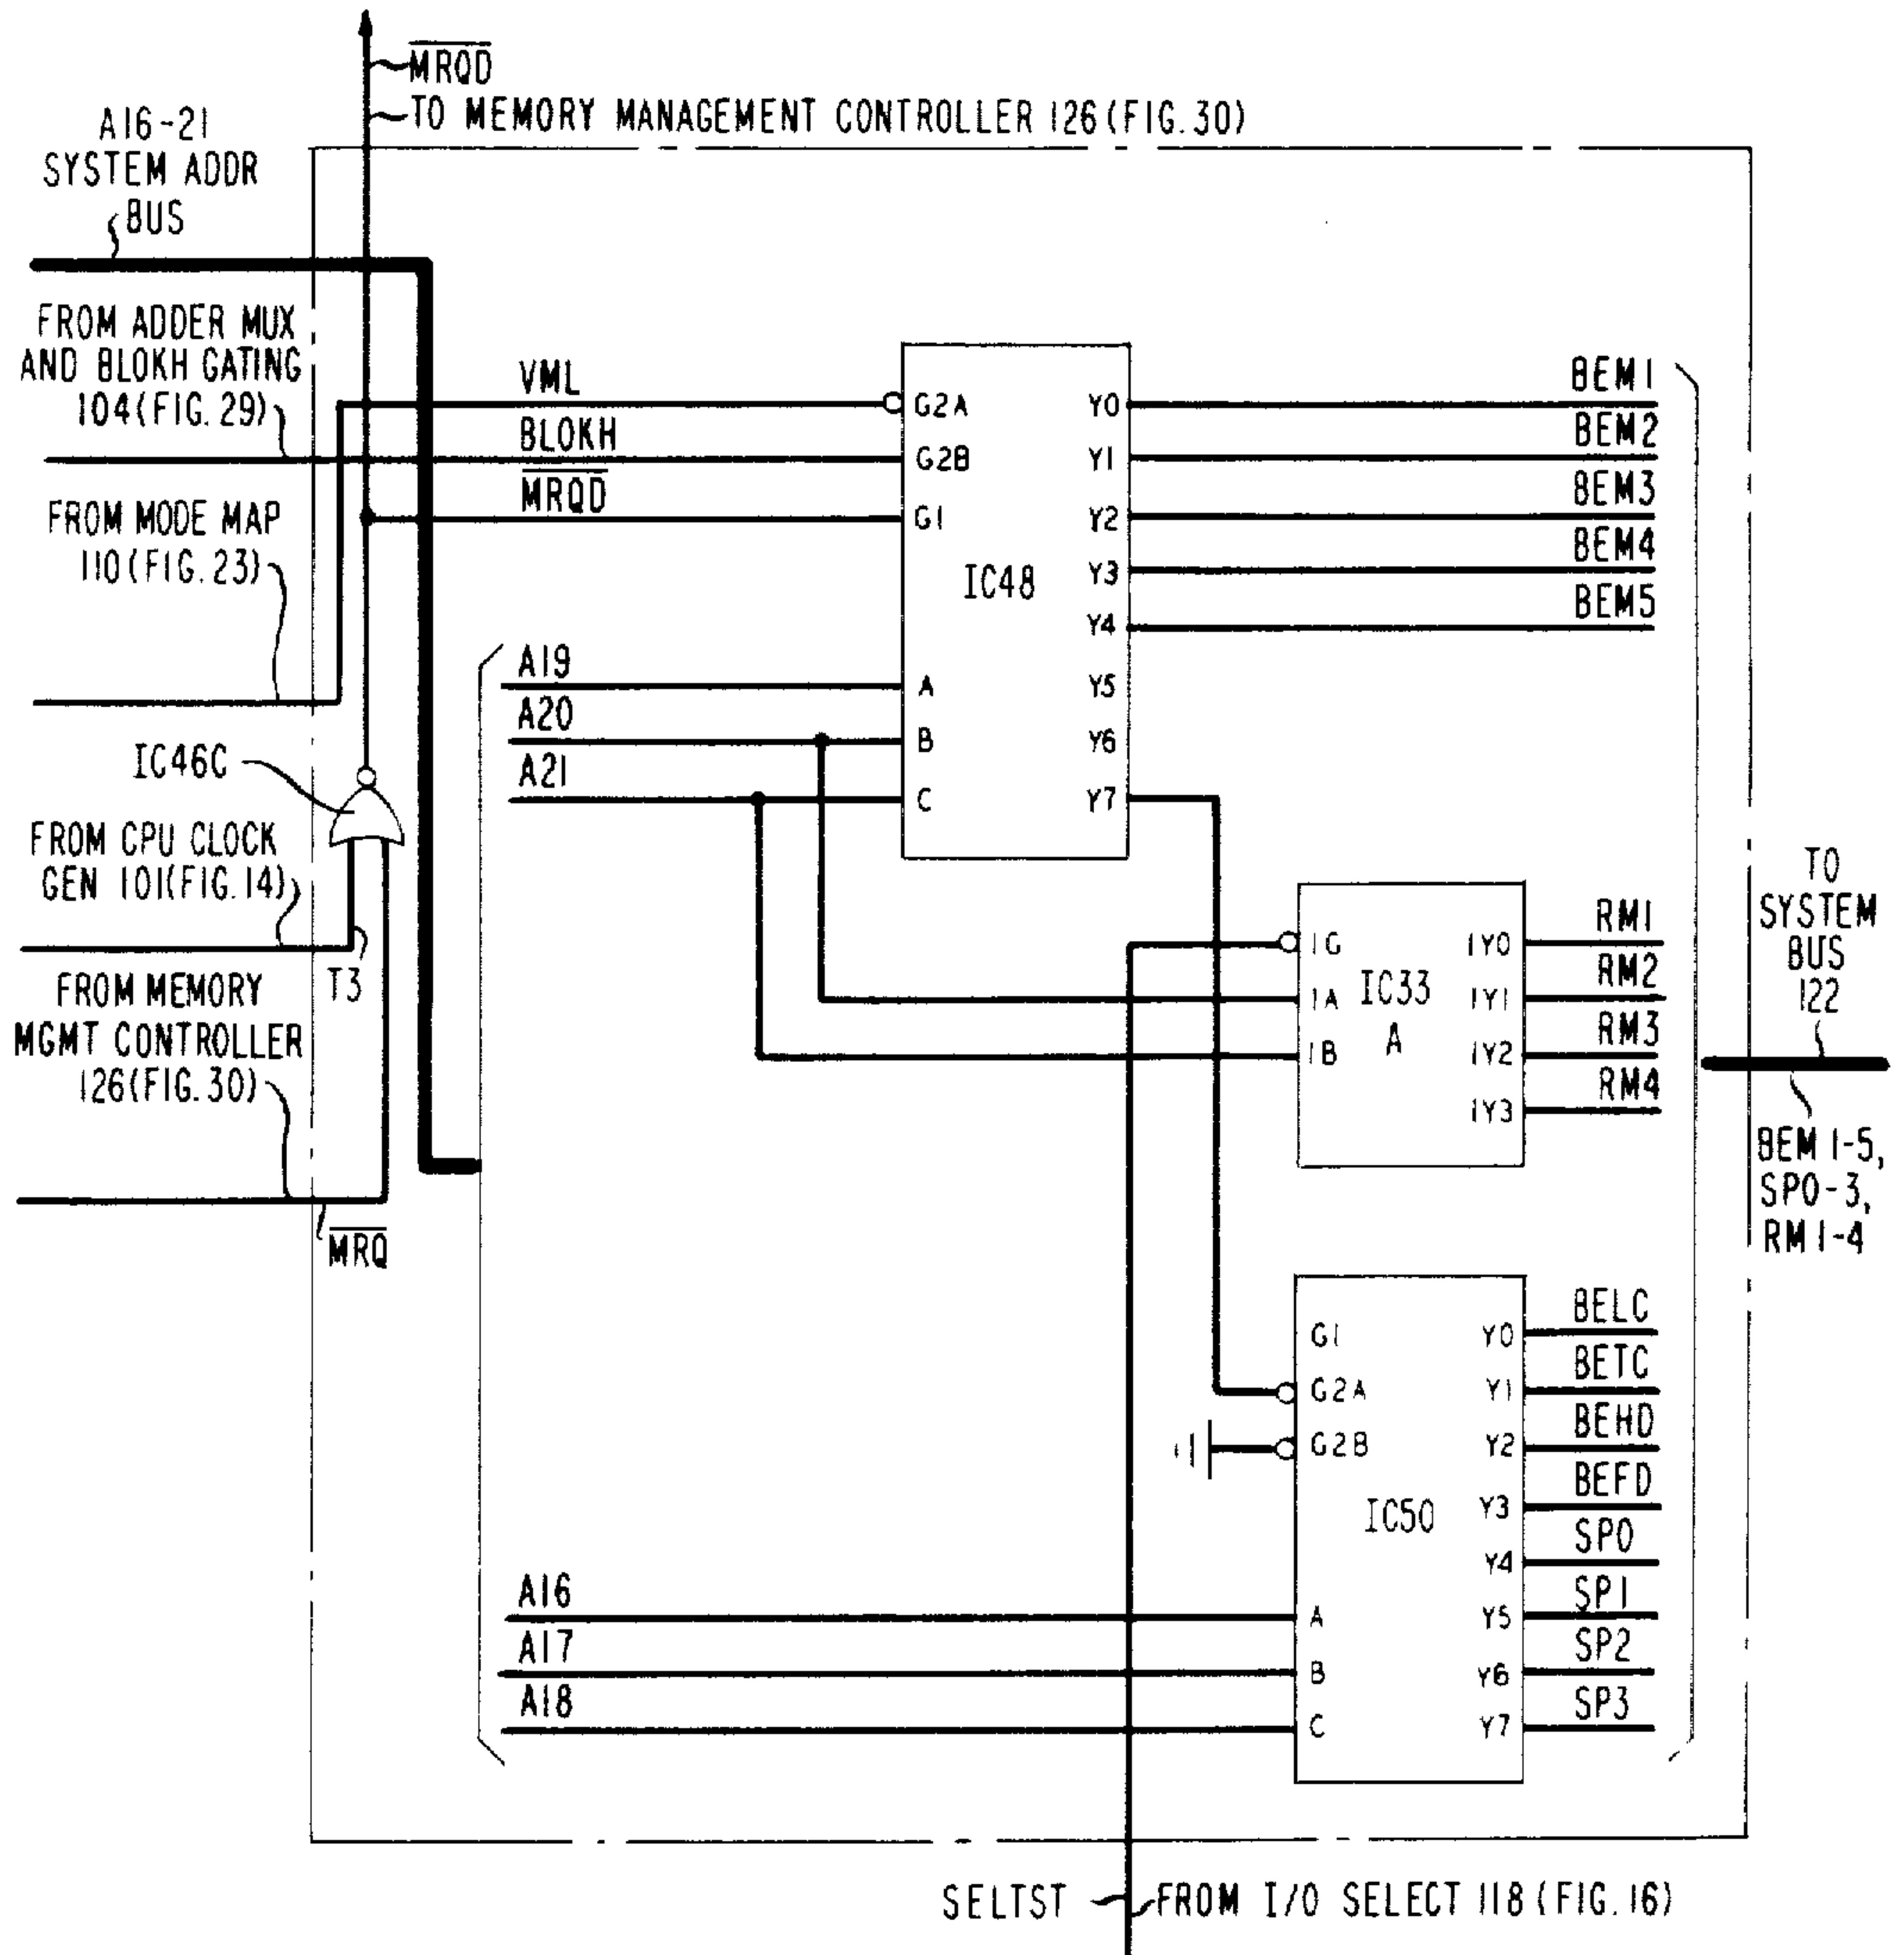 MRQD
TO MEMORY MANAGEMENT CONTROLLER 126 (FIG. 30)
A16-21
SYSTEM ADDR
BUS
FROM ADDER MUX
AND BLOKH GATING
104 (FIG. 29)
FROM MODE MAP
110 (FIG. 23)
IC46C
FROM CPU CLOCK
GEN 101 (FIG. 14)
T3
FROM MEMORY
MGMT CONTROLLER
126 (FIG. 30)
MRQ
VML
BLOKH
MRQD
A19
A20
A21
G2A
G2B
G1
IC48
A
B
C
Y0
Y1
Y2
Y3
Y4
Y5
Y6
Y7
BEM1
BEM2
BEM3
BEM4
BEM5
1G
1A
1B
IC33
A
1Y0
1Y1
1Y2
1Y3
RM1
RM2
RM3
RM4
TO
SYSTEM
BUS
122
BEM 1-5,
SP0-3,
RM 1-4
G1
G2A
G2B
IC50
A
B
C
Y0
Y1
Y2
Y3
Y4
Y5
Y6
Y7
BELC
BETC
BEHD
BEFD
SP0
SP1
SP2
SP3
A16
A17
A18
SELTST
FROM I/O SELECT 118 (FIG. 16)